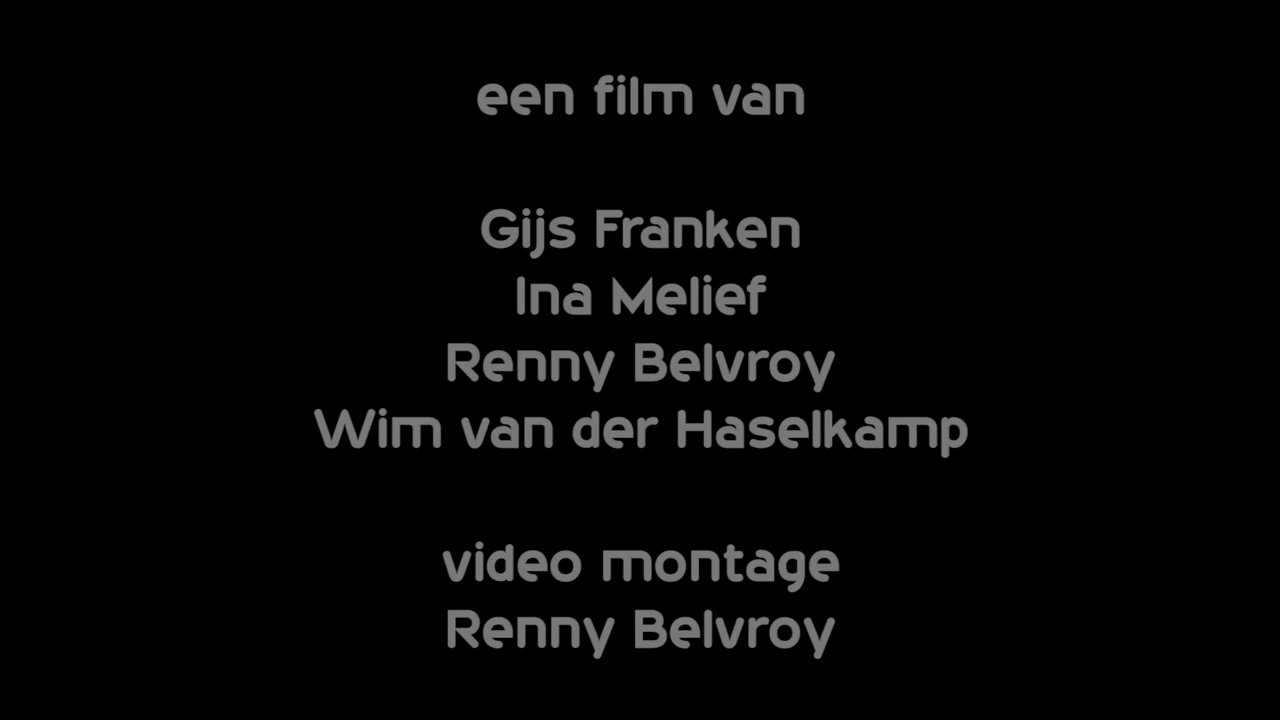 een film van
Gijs Franken
Ina Melief
Renny Belvroy
Wim van der Haselkamp
video montage
Renny Belvroy